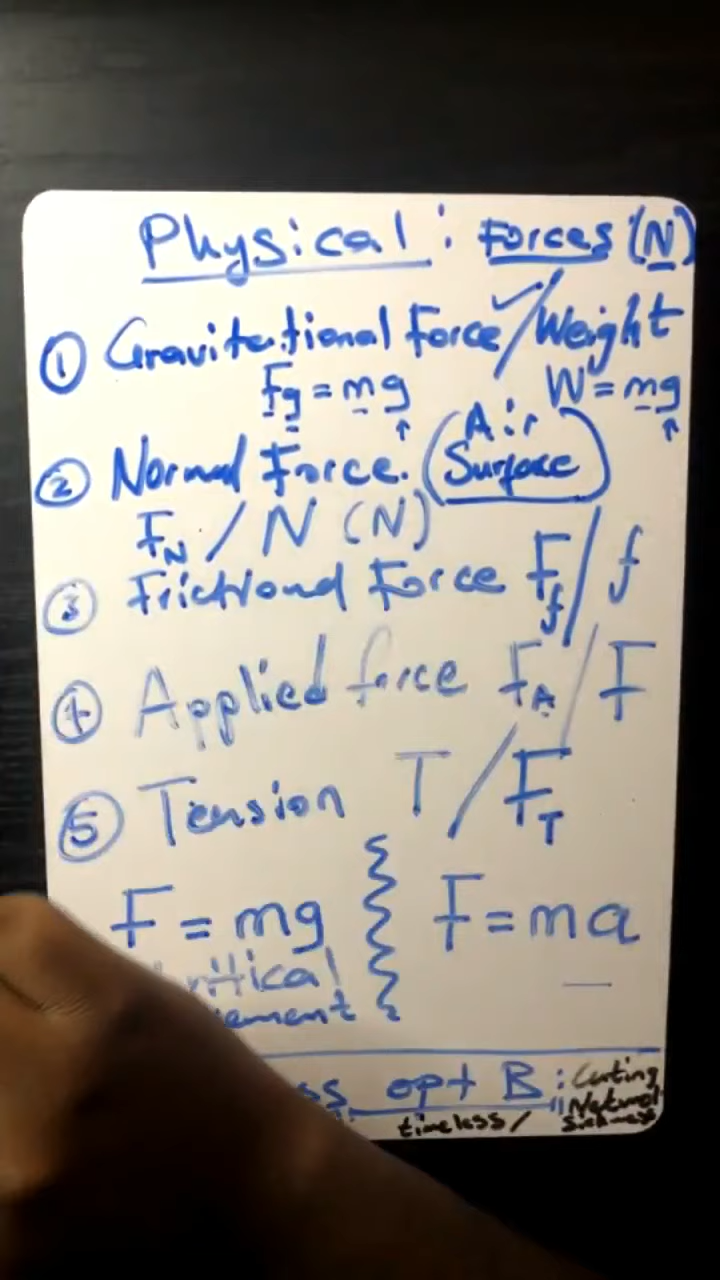 Physical : Forces (N)
① Gravitational Force / Weight
Fg = mg W = mg
② Normal Force. (Air Surface)
FN / N (N)
③ Frictional Force Ff / f
④ Applied force FA / F
⑤ Tension T / FT
F = mg F = ma
opt B :
timeless /